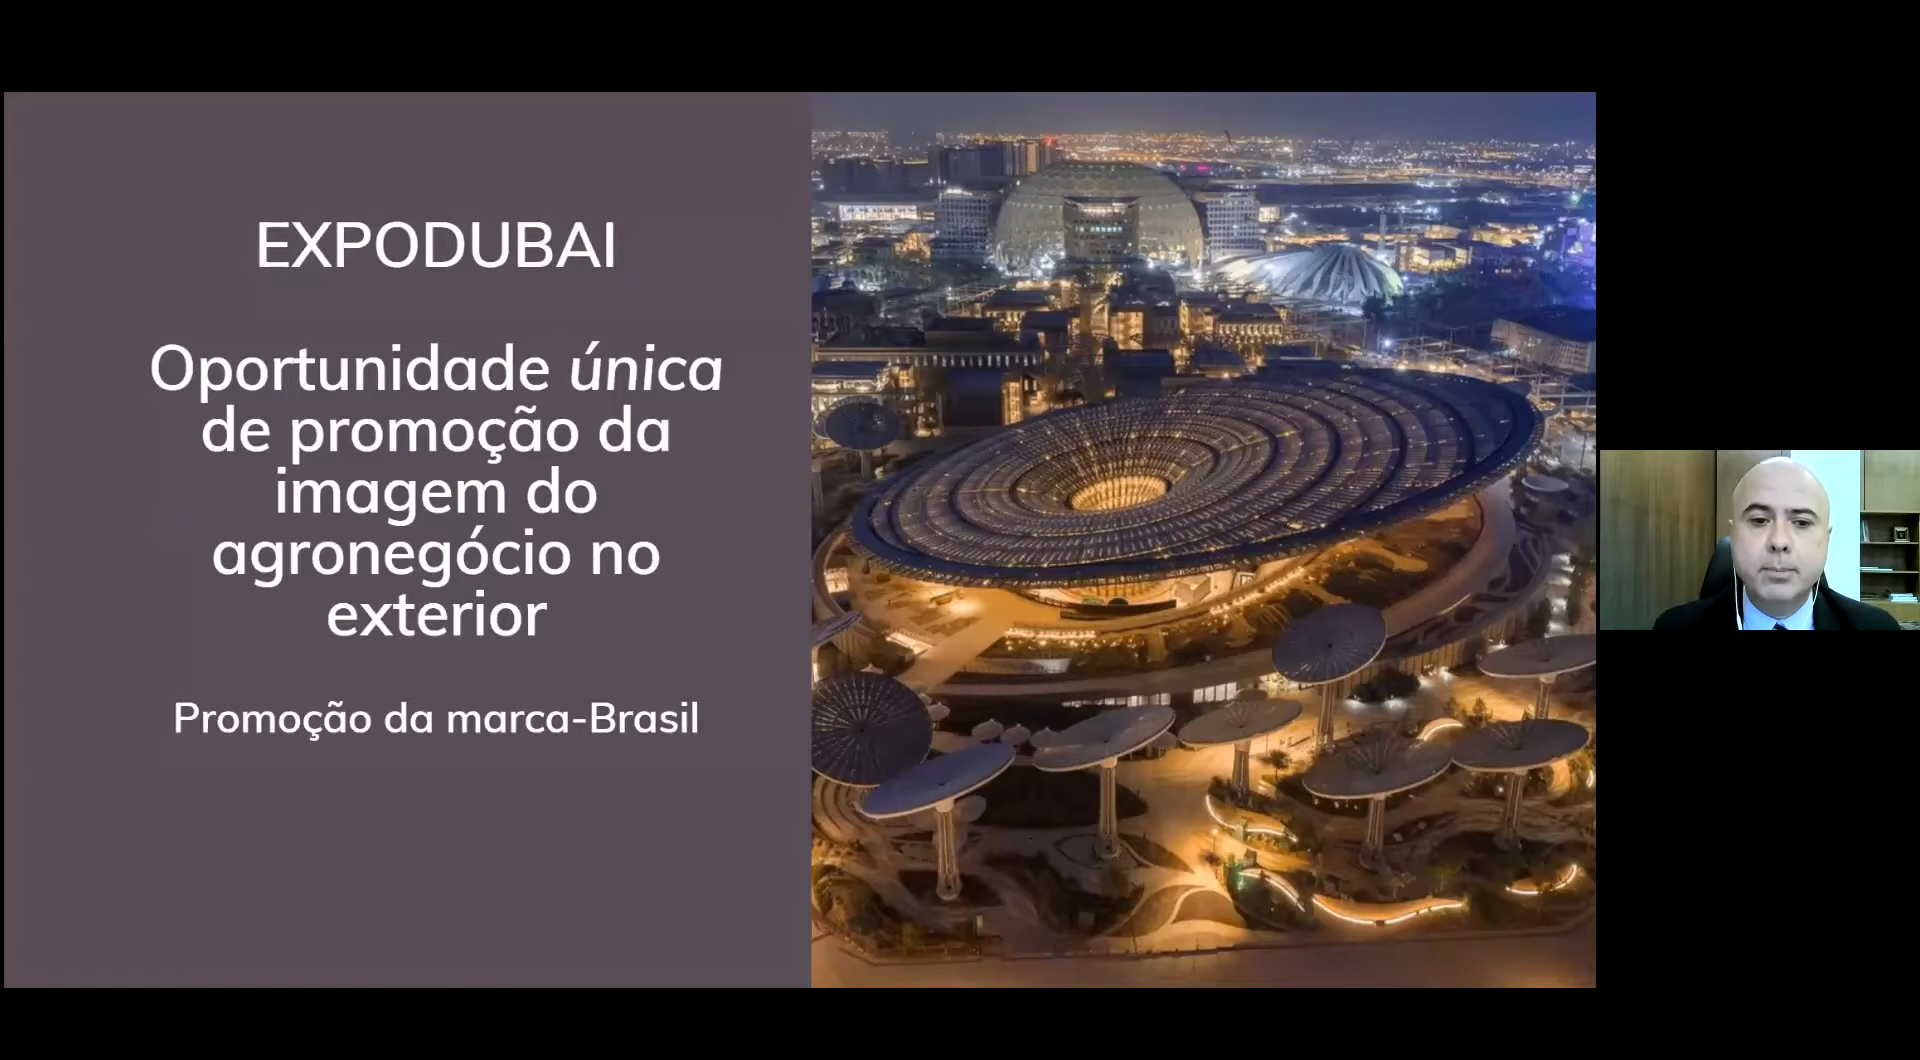 EXPODUBAI
Oportunidade única
de promoção da
imagem do
agronegócio no
exterior
Promoção da marca-Brasil